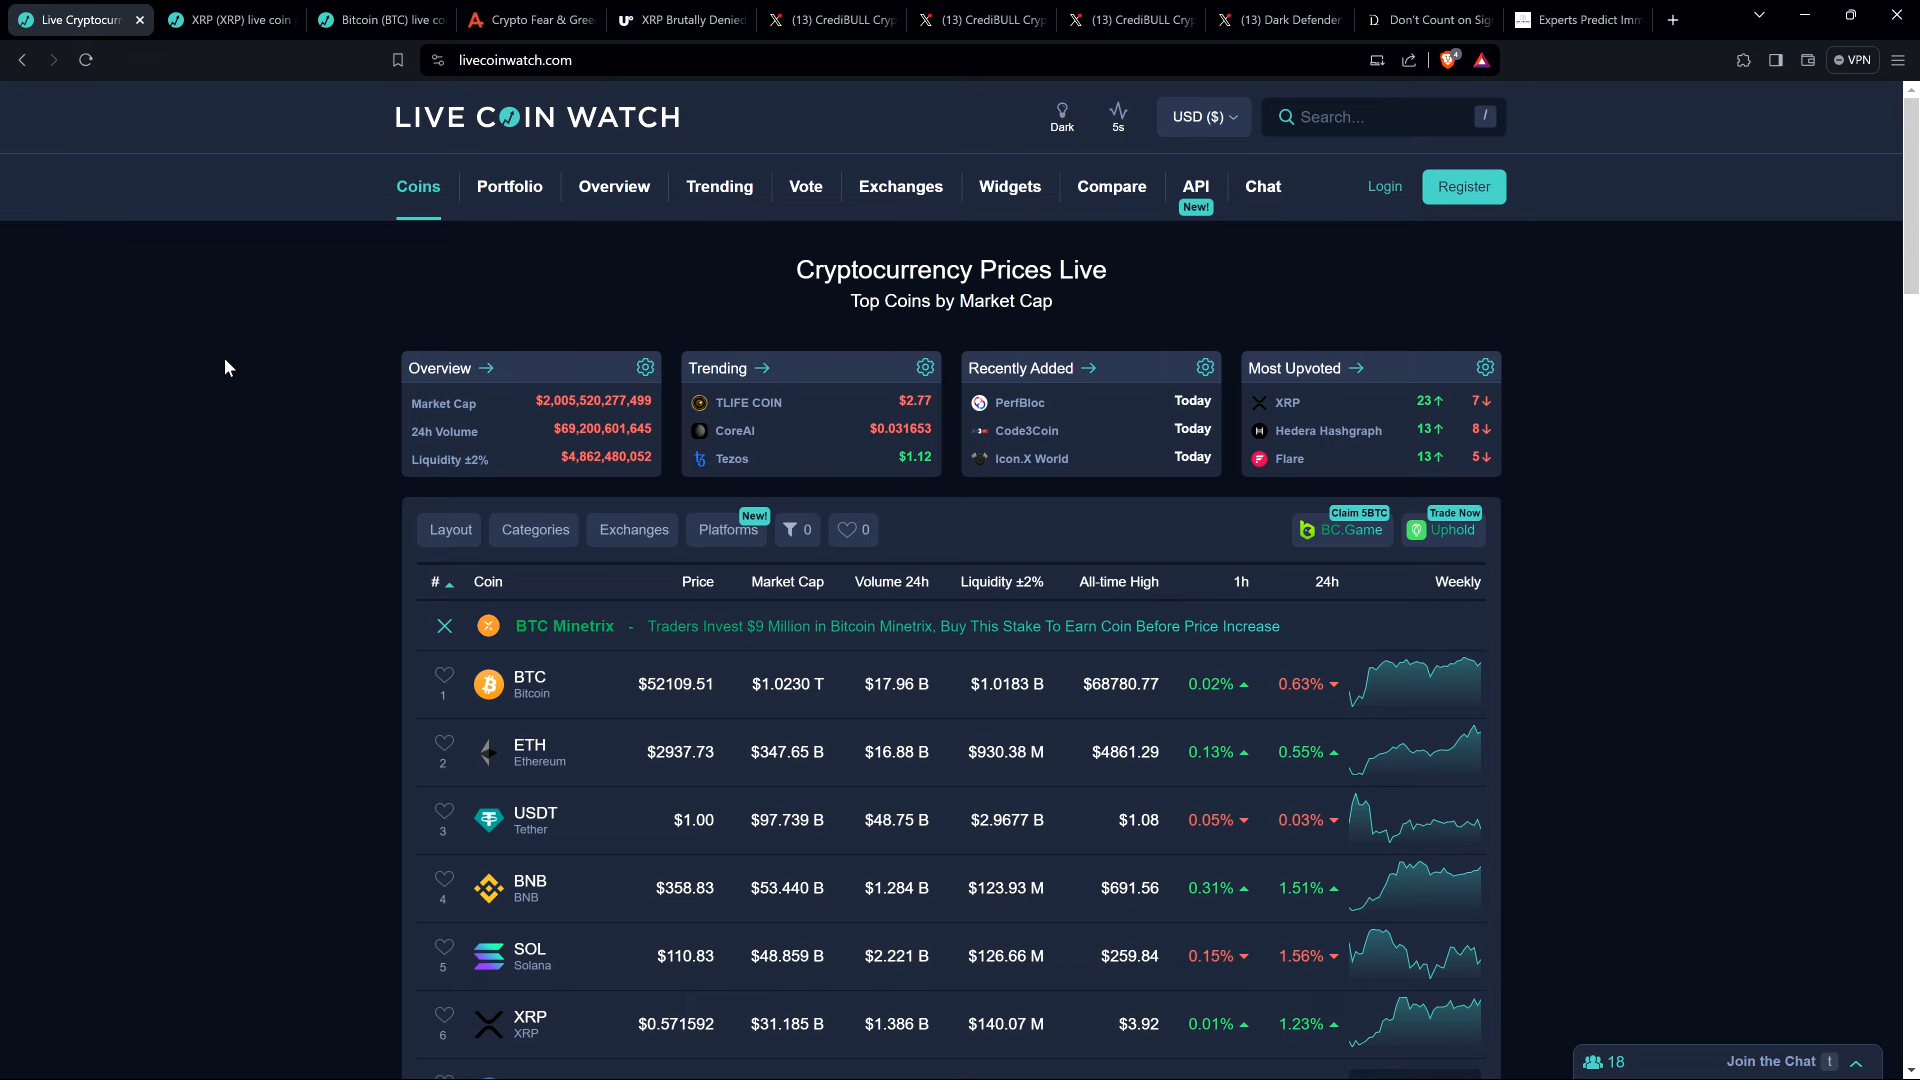 Live Cryptocurr
XRP (XRP) live coin
Bitcoin (BTC) live co
Crypto Fear & Gree
XRP Brutally Denied
(13) CrediBULL Cryp
(13) CrediBULL Cryp
(13) CrediBULL Cryp
(13) Dark Defender
Don't Count on Sig
Experts Predict Imm
livecoinwatch.com
4
VPN
LIVE COIN WATCH
Dark
5s
USD ($)
Search...
/
Coins
Portfolio
Overview
Trending
Vote
Exchanges
Widgets
Compare
API
New!
Chat
Login
Register
Cryptocurrency Prices Live
Top Coins by Market Cap
Overview
Market Cap $2,005,520,277,499
24h Volume $69,200,601,645
Liquidity ±2% $4,862,480,052
Trending
TLIFE COIN $2.77
CoreAI $0.031653
Tezos $1.12
Recently Added
PerfBloc Today
Code3Coin Today
Icon.X World Today
Most Upvoted
XRP 23↑ 7↓
Hedera Hashgraph 13↑ 8↓
Flare 13↑ 5↓
Layout
Categories
Exchanges
Platforms
New!
0
0
Claim 5BTC
BC.Game
Trade Now
Uphold
# Coin Price Market Cap Volume 24h Liquidity ±2% All-time High 1h 24h Weekly
BTC Minetrix - Traders Invest $9 Million in Bitcoin Minetrix, Buy This Stake To Earn Coin Before Price Increase
1 BTC $52109.51 $1.0230 T $17.96 B $1.0183 B $68780.77 0.02% 0.63%
Bitcoin
2 ETH $2937.73 $347.65 B $16.88 B $930.38 M $4861.29 0.13% 0.55%
Ethereum
3 USDT $1.00 $97.739 B $48.75 B $2.9677 B $1.08 0.05% 0.03%
Tether
4 BNB $358.83 $53.440 B $1.284 B $123.93 M $691.56 0.31% 1.51%
BNB
5 SOL $110.83 $48.859 B $2.221 B $126.66 M $259.84 0.15% 1.56%
Solana
6 XRP $0.571592 $31.185 B $1.386 B $140.07 M $3.92 0.01% 1.23%
XRP
18
Join the Chat t